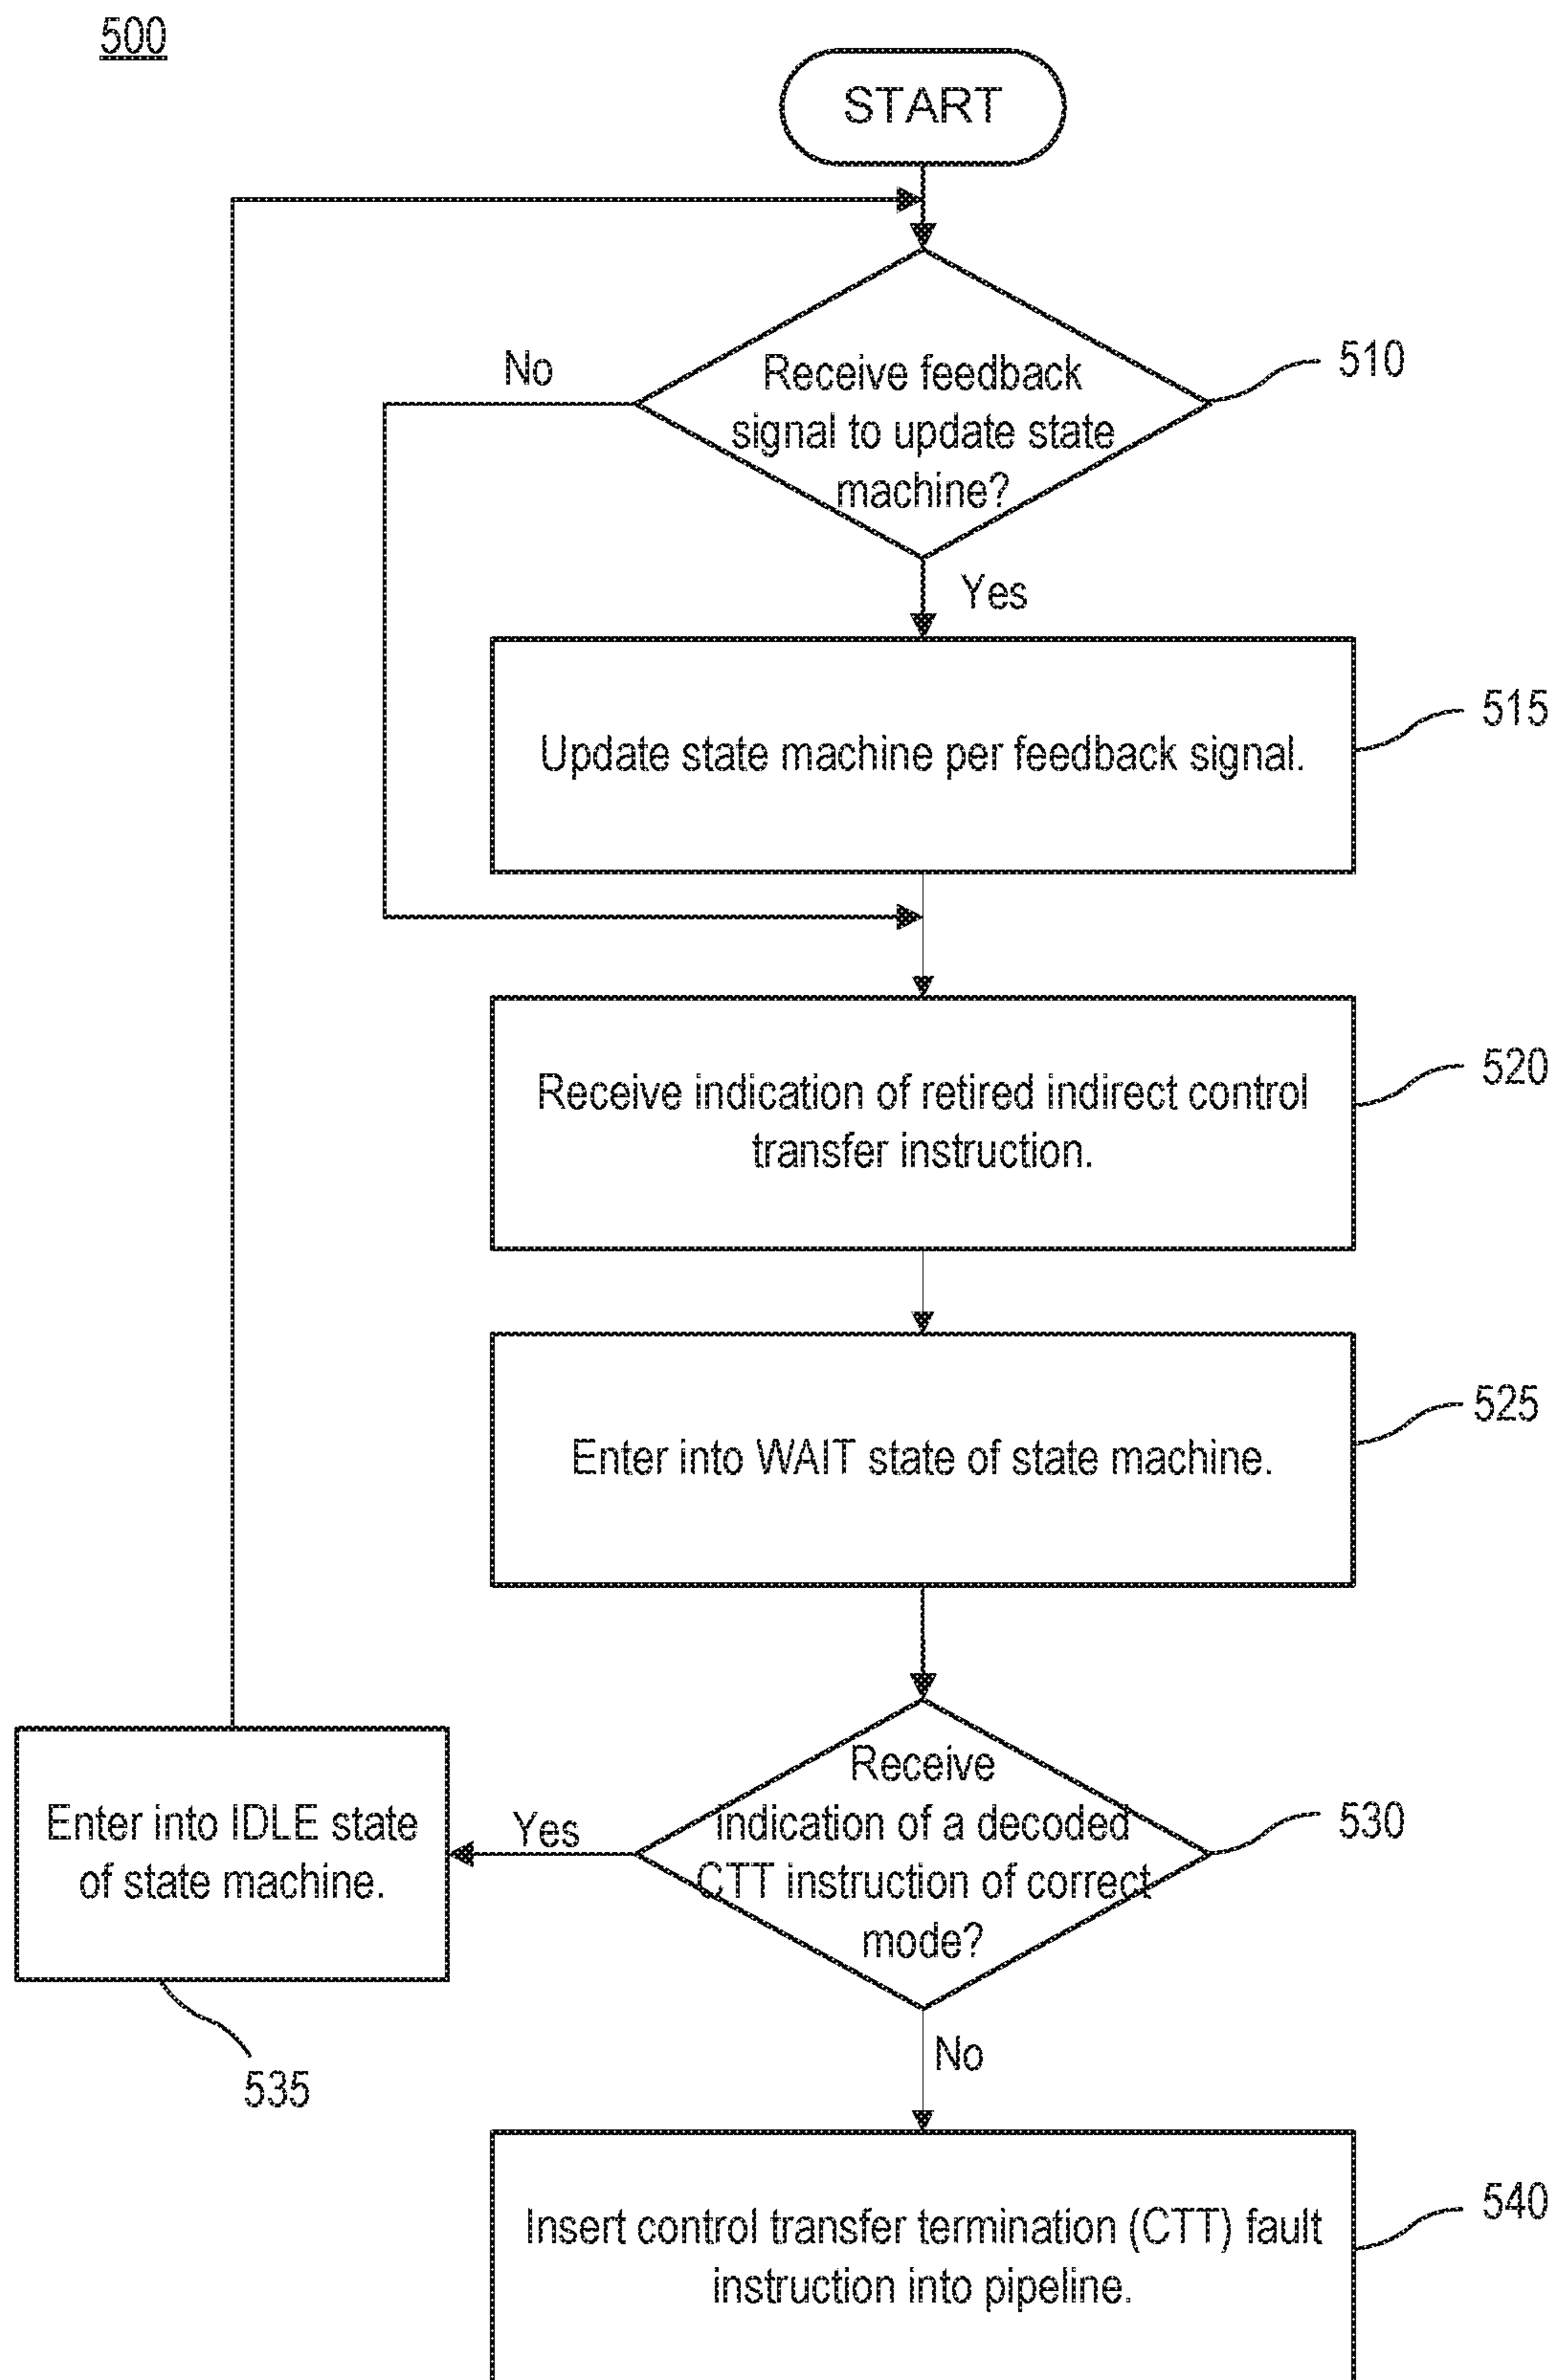 500
START
No
Receive feedback
signal to update state
machine?
510
Yes
Update state machine per feedback signal.
515
Receive indication of retired indirect control
transfer instruction.
520
Enter into WAIT state of state machine.
525
Receive
indication of a decoded
CTT instruction of correct
mode?
530
Yes
Enter into IDLE state
of state machine.
535
No
Insert control transfer termination (CTT) fault
instruction into pipeline.
540